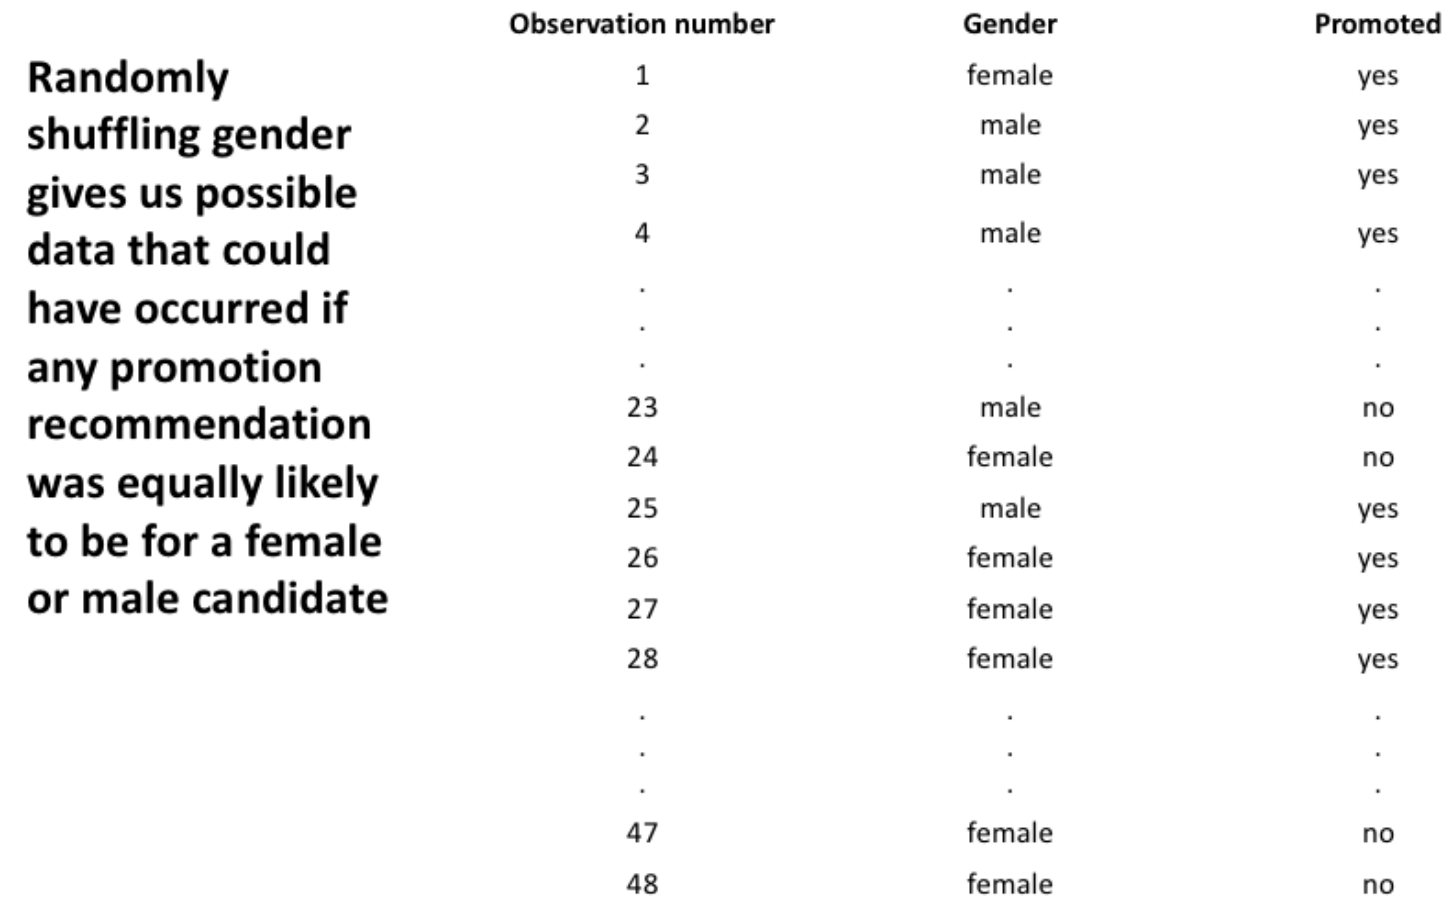 Randomly
shuffling gender
gives us possible
data that could
have occurred if
any promotion
recommendation
was equally likely
to be for a female
or male candidate
Observation number Gender Promoted
1 female yes
2 male yes
3 male yes
4 male yes
. . .
. . .
. . .
23 male no
24 female no
25 male yes
26 female yes
27 female yes
28 female yes
. . .
. . .
. . .
47 female no
48 female no